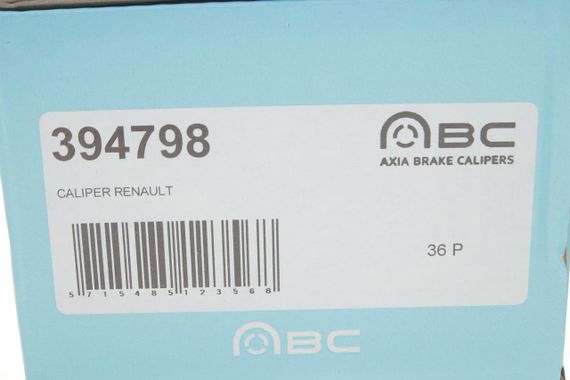 394798
ABC
AXIA BRAKE CALIPERS
CALIPER RENAULT
5715485123568
36 P
ABC